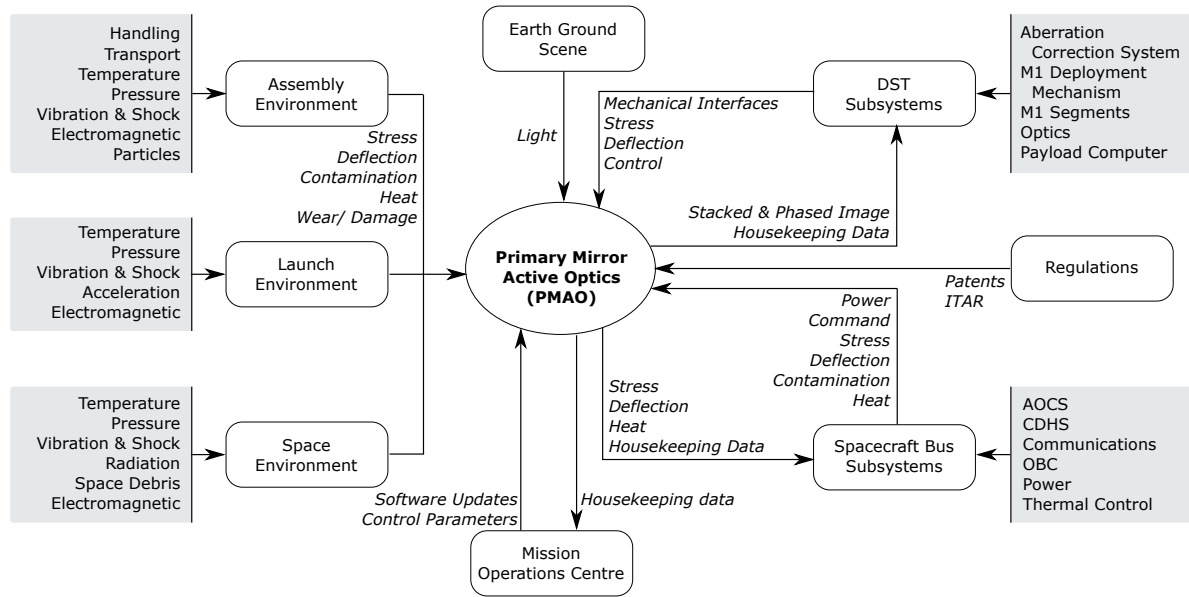 Handling
Transport
Temperature
Pressure
Vibration & Shock
Electromagnetic
Particles
Assembly
Environment
Earth Ground
Scene
DST
Subsystems
Aberration
Correction System
M1 Deployment
Mechanism
M1 Segments
Optics
Payload Computer
Stress
Deflection
Contamination
Heat
Wear/ Damage
Light
Mechanical Interfaces
Stress
Deflection
Control
Stacked & Phased Image
Housekeeping Data
Temperature
Pressure
Vibration & Shock
Acceleration
Electromagnetic
Launch
Environment
Primary Mirror
Active Optics
(PMAO)
Regulations
Patents
ITAR
Power
Command
Stress
Deflection
Contamination
Heat
Temperature
Pressure
Vibration & Shock
Radiation
Space Debris
Electromagnetic
Space
Environment
Stress
Deflection
Heat
Housekeeping Data
Spacecraft Bus
Subsystems
AOCS
CDHS
Communications
OBC
Power
Thermal Control
Software Updates
Control Parameters
Housekeeping data
Mission
Operations Centre